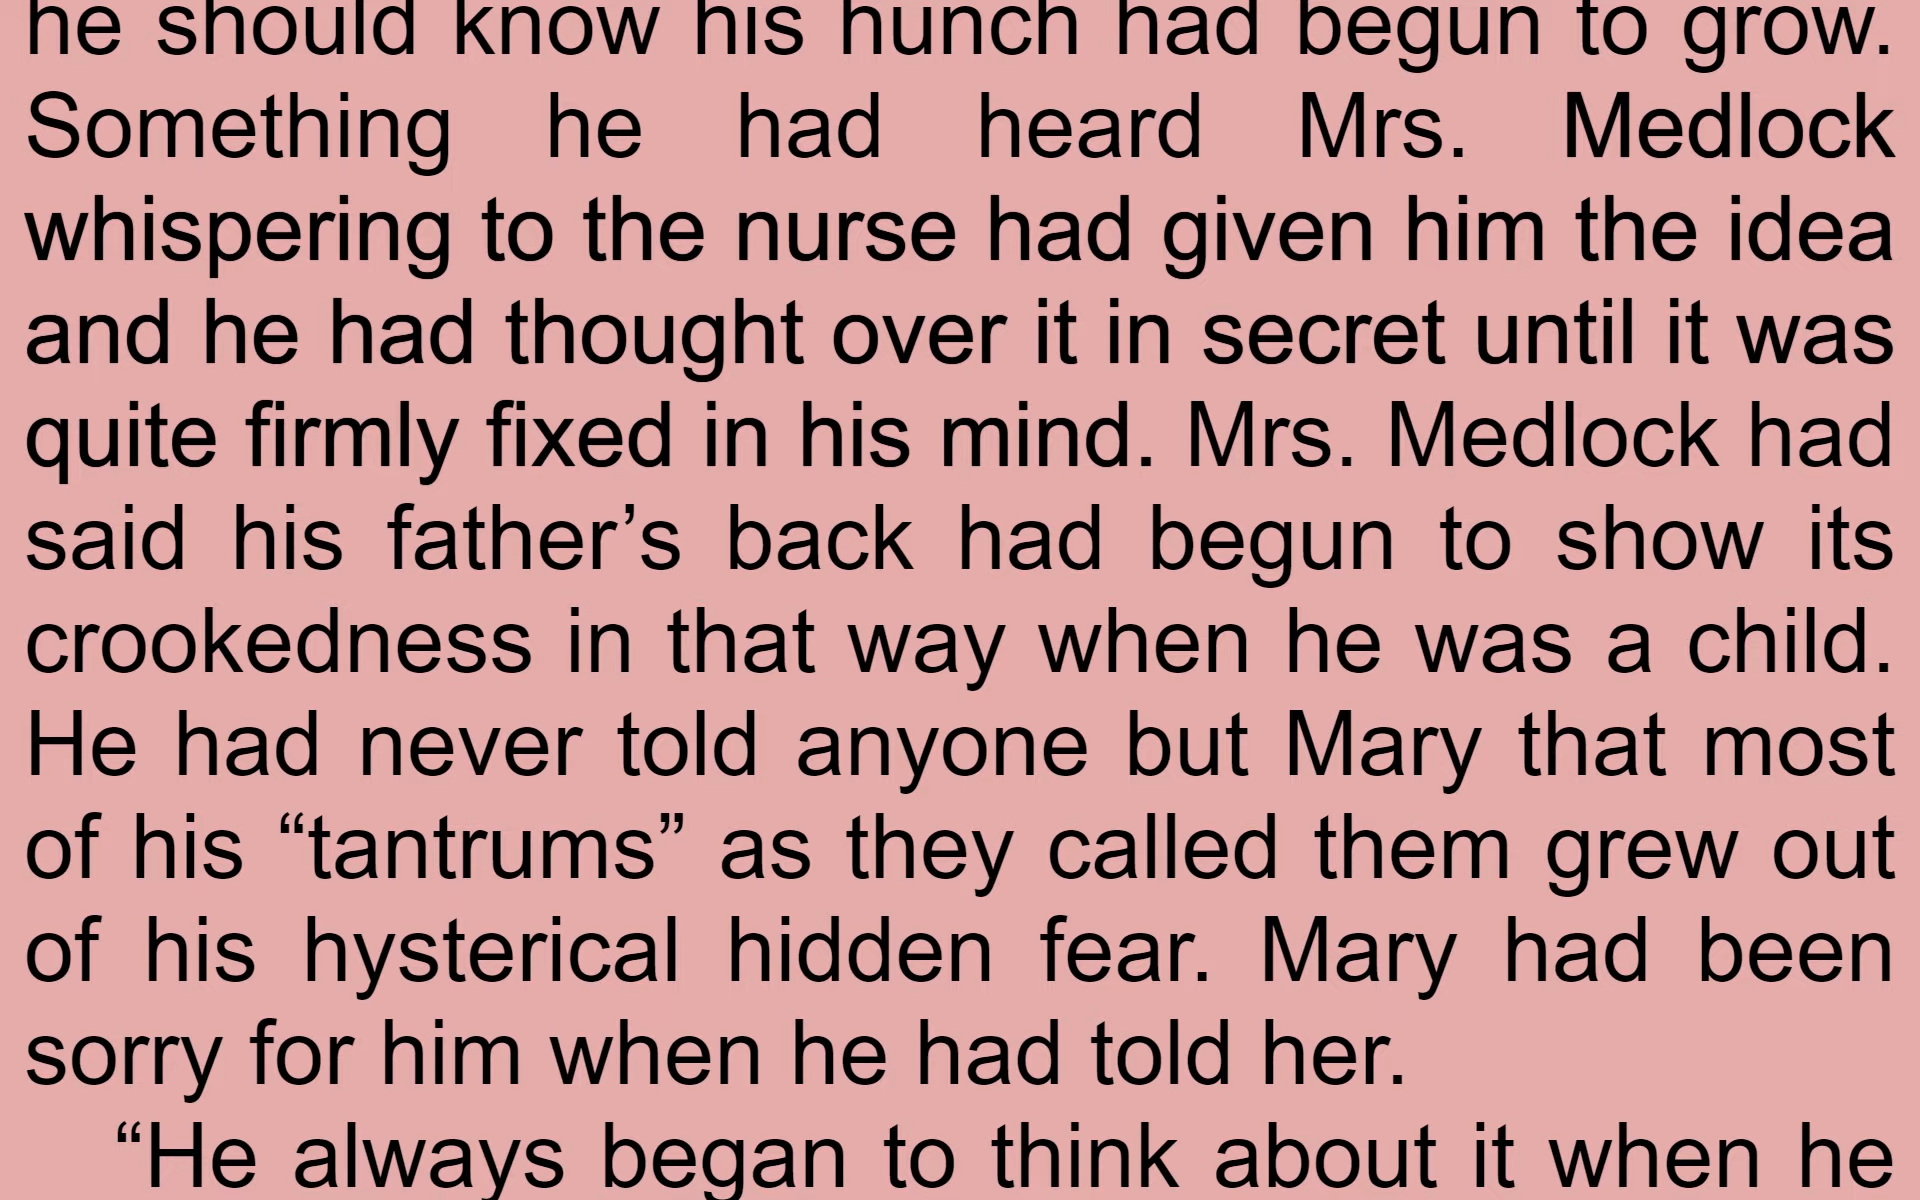 he should know his hunch had begun to grow.
Something he had heard Mrs. Medlock
whispering to the nurse had given him the idea
and he had thought over it in secret until it was
quite firmly fixed in his mind. Mrs. Medlock had
said his father’s back had begun to show its
crookedness in that way when he was a child.
He had never told anyone but Mary that most
of his “tantrums” as they called them grew out
of his hysterical hidden fear. Mary had been
sorry for him when he had told her.
“He always began to think about it when he